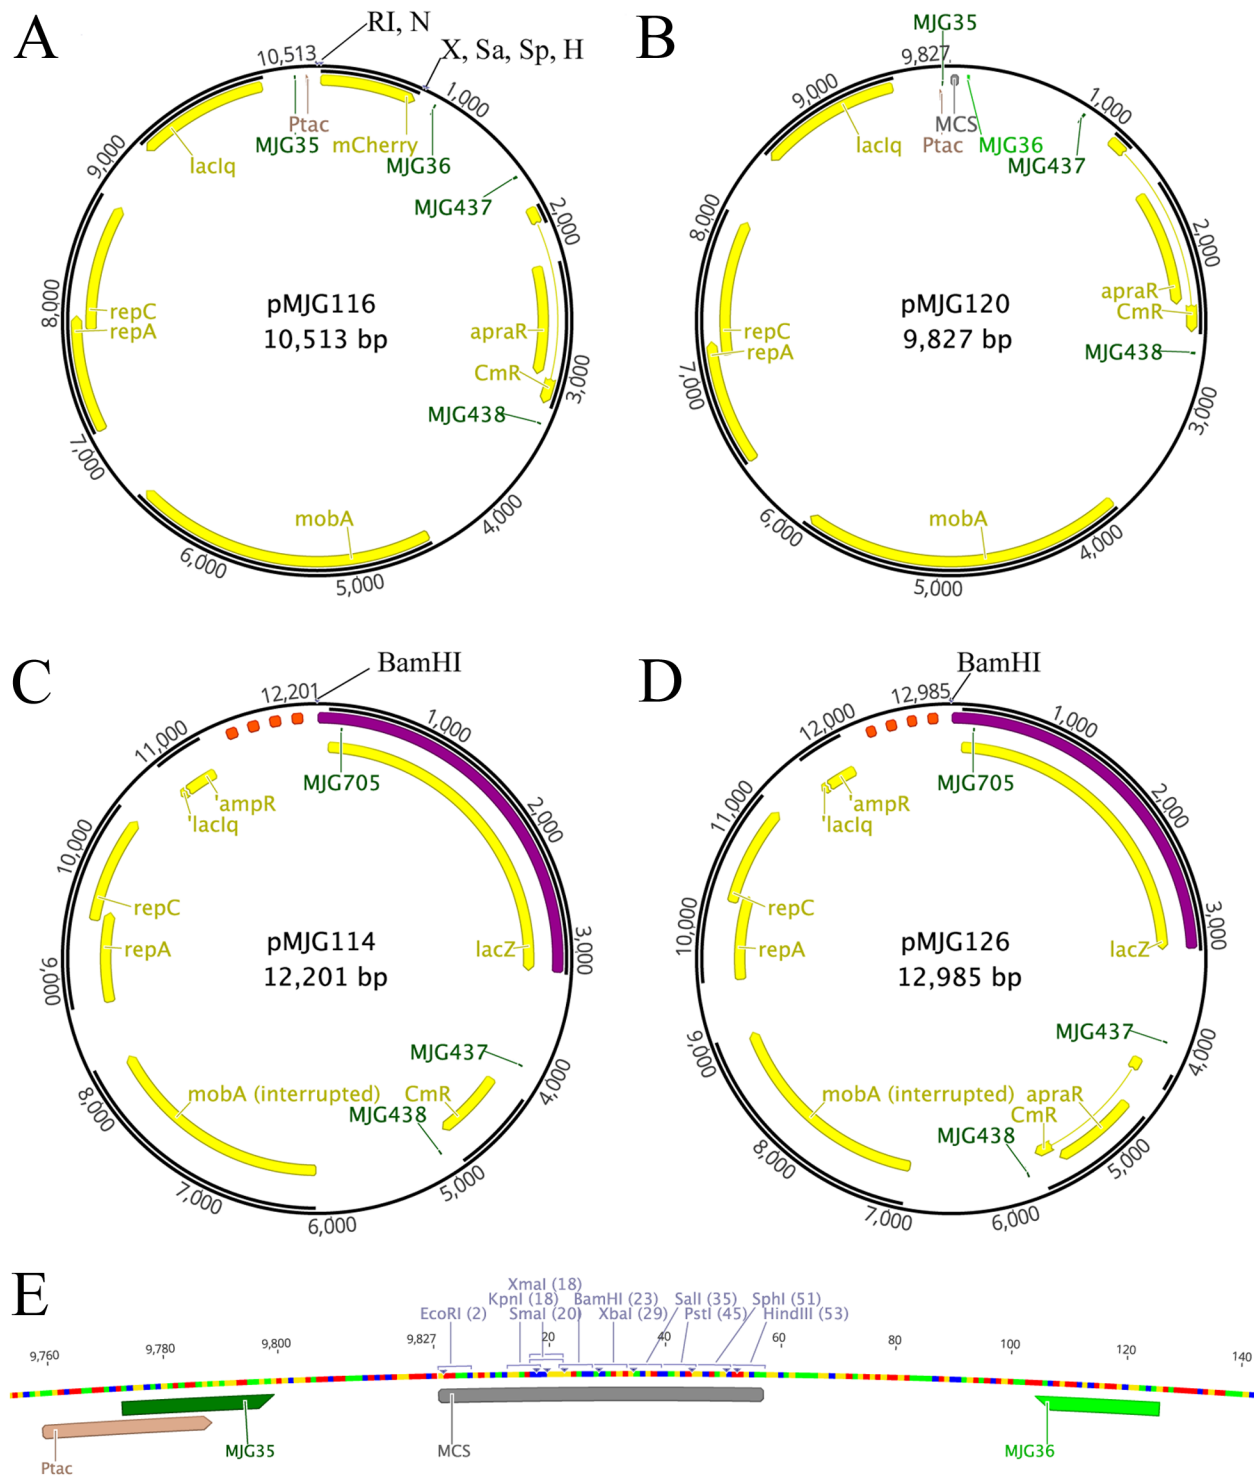 A
RI, N
X, Sa, Sp, H
10,513
1,000
2,000
3,000
4,000
5,000
6,000
7,000
8,000
9,000
Ptac
MJG35
mCherry
MJG36
lacIq
MJG437
pMJG116
10,513 bp
repC
repA
apraR
CmR
MJG438
mobA
B
MJG35
9,827
1,000
2,000
3,000
4,000
5,000
6,000
7,000
8,000
9,000
MCS
Ptac
MJG36
lacIq
MJG437
pMJG120
9,827 bp
repC
repA
apraR
CmR
MJG438
mobA
C
BamHI
12,201
1,000
2,000
3,000
4,000
5,000
6,000
7,000
8,000
9,000
10,000
11,000
MJG705
'ampR
'lacIq
repC
repA
pMJG114
12,201 bp
lacZ
MJG437
mobA (interrupted)
CmR
MJG438
D
BamHI
12,985
1,000
2,000
3,000
4,000
5,000
6,000
7,000
8,000
9,000
10,000
11,000
12,000
MJG705
'ampR
'lacIq
repC
repA
pMJG126
12,985 bp
lacZ
MJG437
mobA (interrupted)
apraR
CmR
MJG438
E
XmaI (18)
KpnI (18) BamHI (23) SalI (35) SphI (51)
EcoRI (2) SmaI (20) XbaI (29) PstI (45) HindIII (53)
9,760 9,780 9,800 9,827 20 40 60 80 100 120 140
Ptac
MJG35
MCS
MJG36